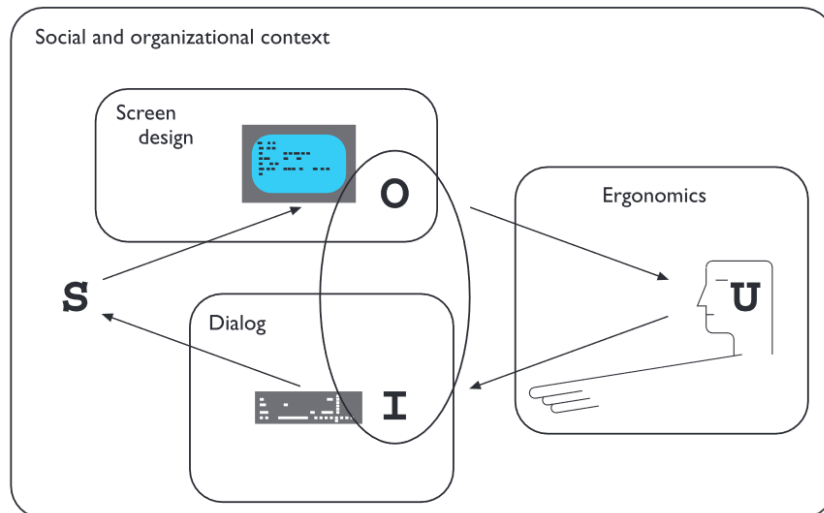 Social and organizational context
Screen
design
O
Ergonomics
S
U
Dialog
I